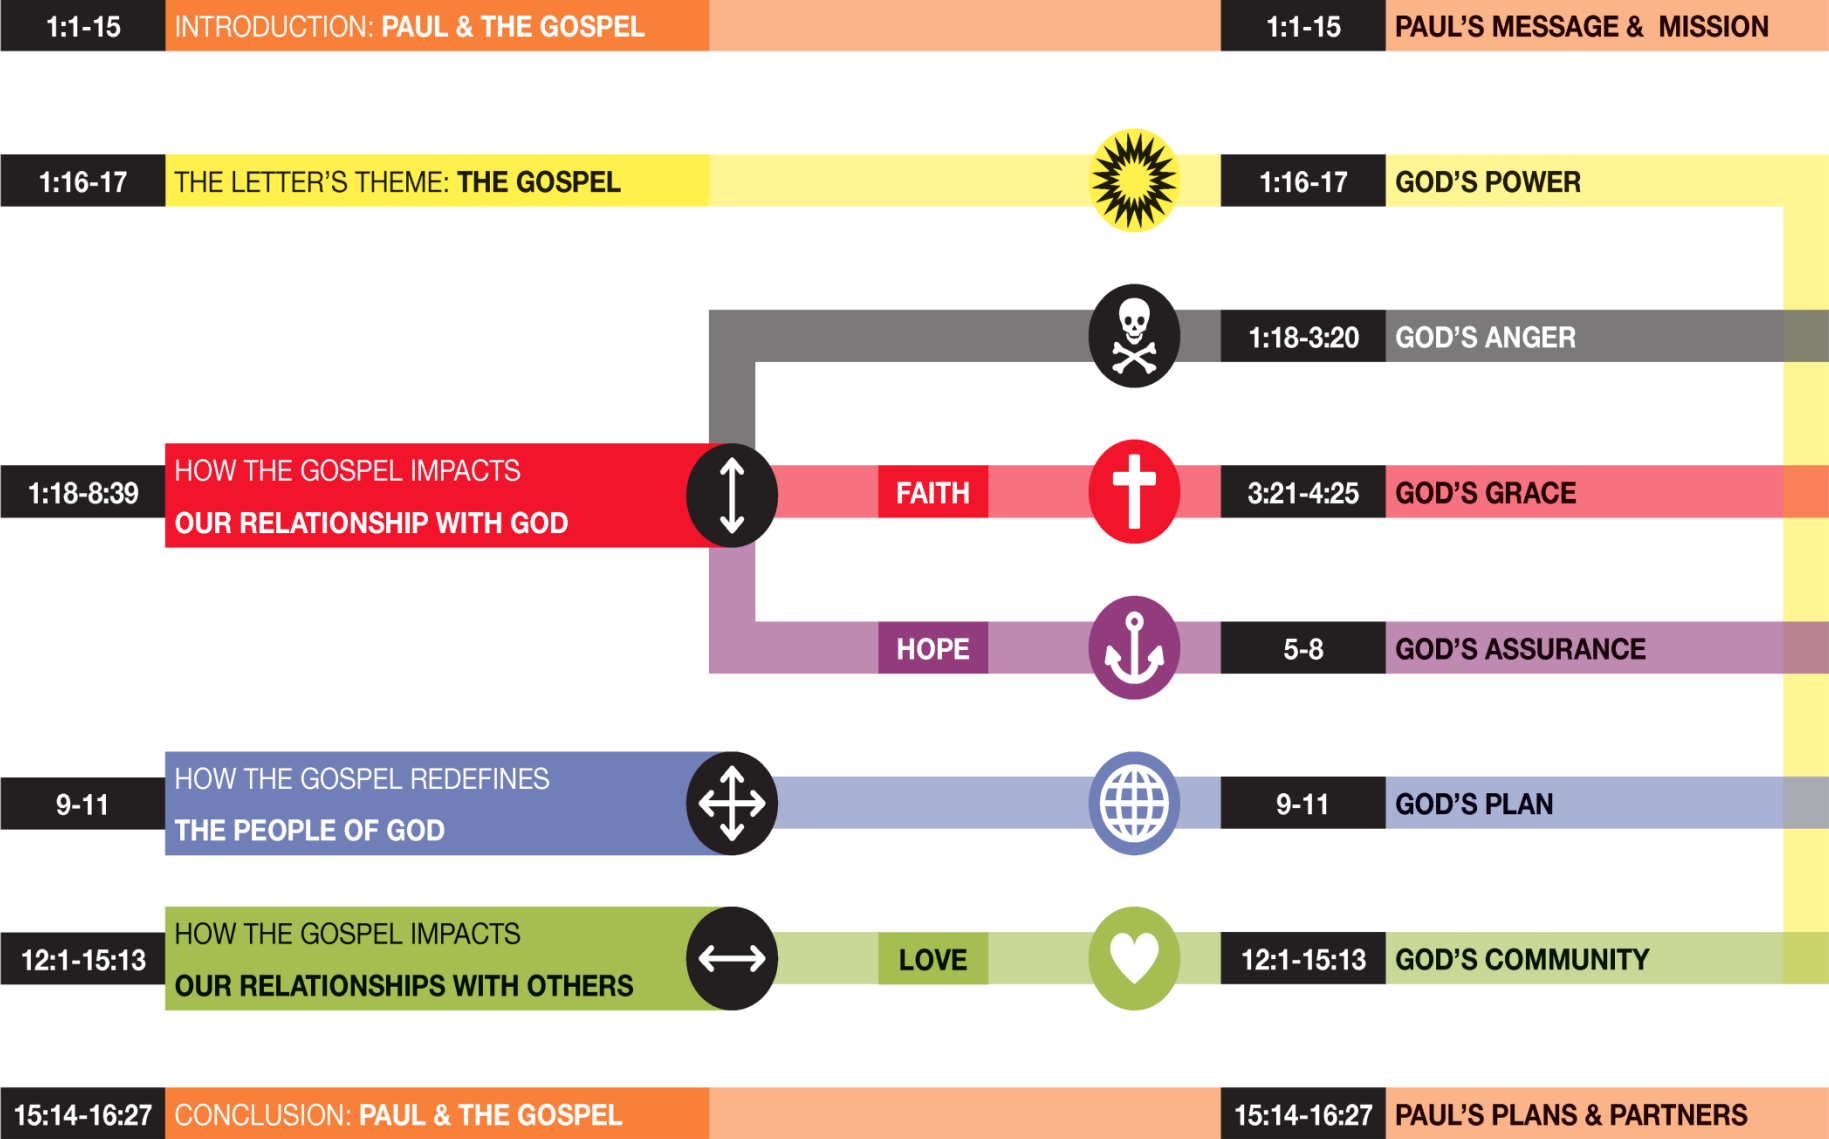 1:1-15 INTRODUCTION: PAUL & THE GOSPEL 1:1-15 PAUL’S MESSAGE & MISSION
1:16-17 THE LETTER’S THEME: THE GOSPEL 1:16-17 GOD’S POWER
1:18-3:20 GOD’S ANGER
HOW THE GOSPEL IMPACTS
1:18-8:39 FAITH 3:21-4:25 GOD’S GRACE
OUR RELATIONSHIP WITH GOD
HOPE 5-8 GOD’S ASSURANCE
HOW THE GOSPEL REDEFINES
9-11 9-11 GOD’S PLAN
THE PEOPLE OF GOD
HOW THE GOSPEL IMPACTS
12:1-15:13 LOVE 12:1-15:13 GOD’S COMMUNITY
OUR RELATIONSHIPS WITH OTHERS
15:14-16:27 CONCLUSION: PAUL & THE GOSPEL 15:14-16:27 PAUL’S PLANS & PARTNERS